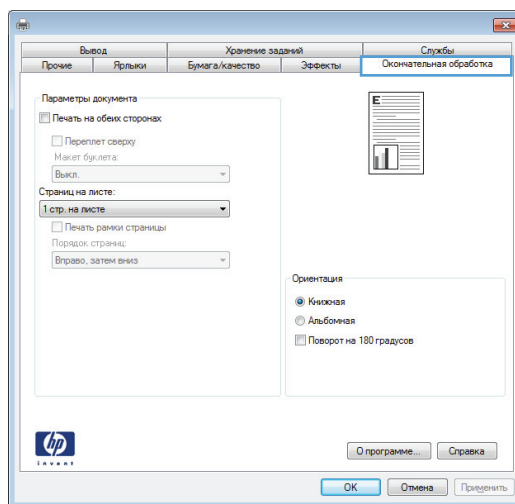 Вывод
Хранение заданий
Службы
Прочие
Ярлыки
Бумага/качество
Эффекты
Окончательная обработка
Параметры документа
Печать на обеих сторонах
Переплет сверху
Макет буклета:
Выкл.
Страниц на листе:
1 стр. на листе
Печать рамки страницы
Порядок страниц:
Вправо, затем вниз
E
Ориентация
Книжная
Альбомная
Поворот на 180 градусов
hp
invent
О программе...
Справка
OK
Отмена
Применить